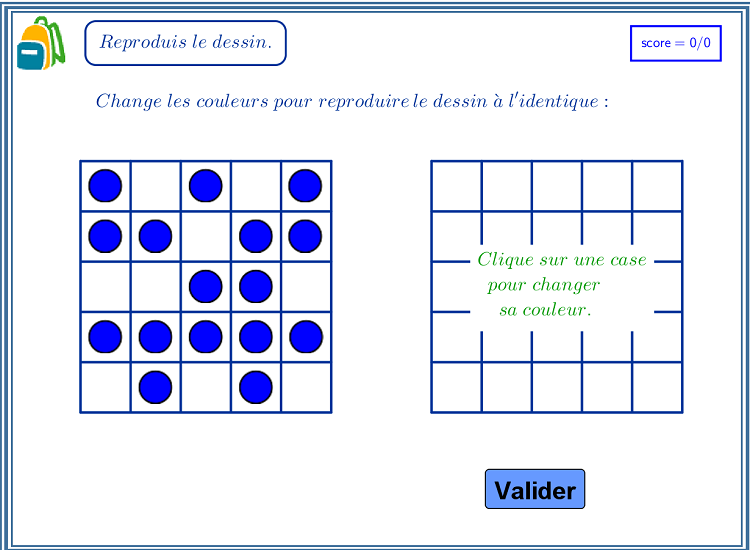 Reproduis le dessin.
score = 0/0
Change les couleurs pour reproduire le dessin à l'identique :
Clique sur une case
pour changer
sa couleur.
Valider